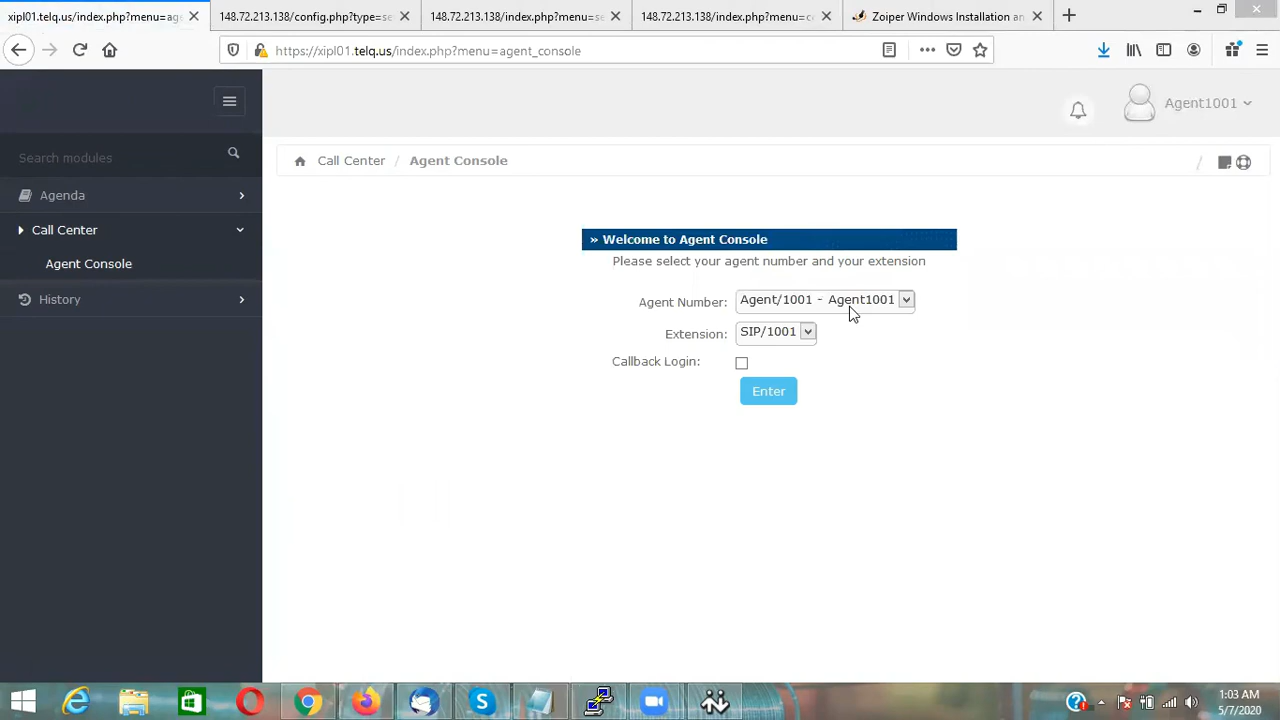 xipl01.telq.us/index.php?menu=age
148.72.213.138/config.php?type=se
148.72.213.138/index.php?menu=se
148.72.213.138/index.php?menu=c
Zoiper Windows Installation an
https://xipl01.telq.us/index.php?menu=agent_console
Agent1001
Search modules
Call Center / Agent Console /
Agenda
Call Center
Agent Console
History
» Welcome to Agent Console
Please select your agent number and your extension
Agent Number: Agent/1001 - Agent1001
Extension: SIP/1001
Callback Login:
Enter
1:03 AM
5/7/2020